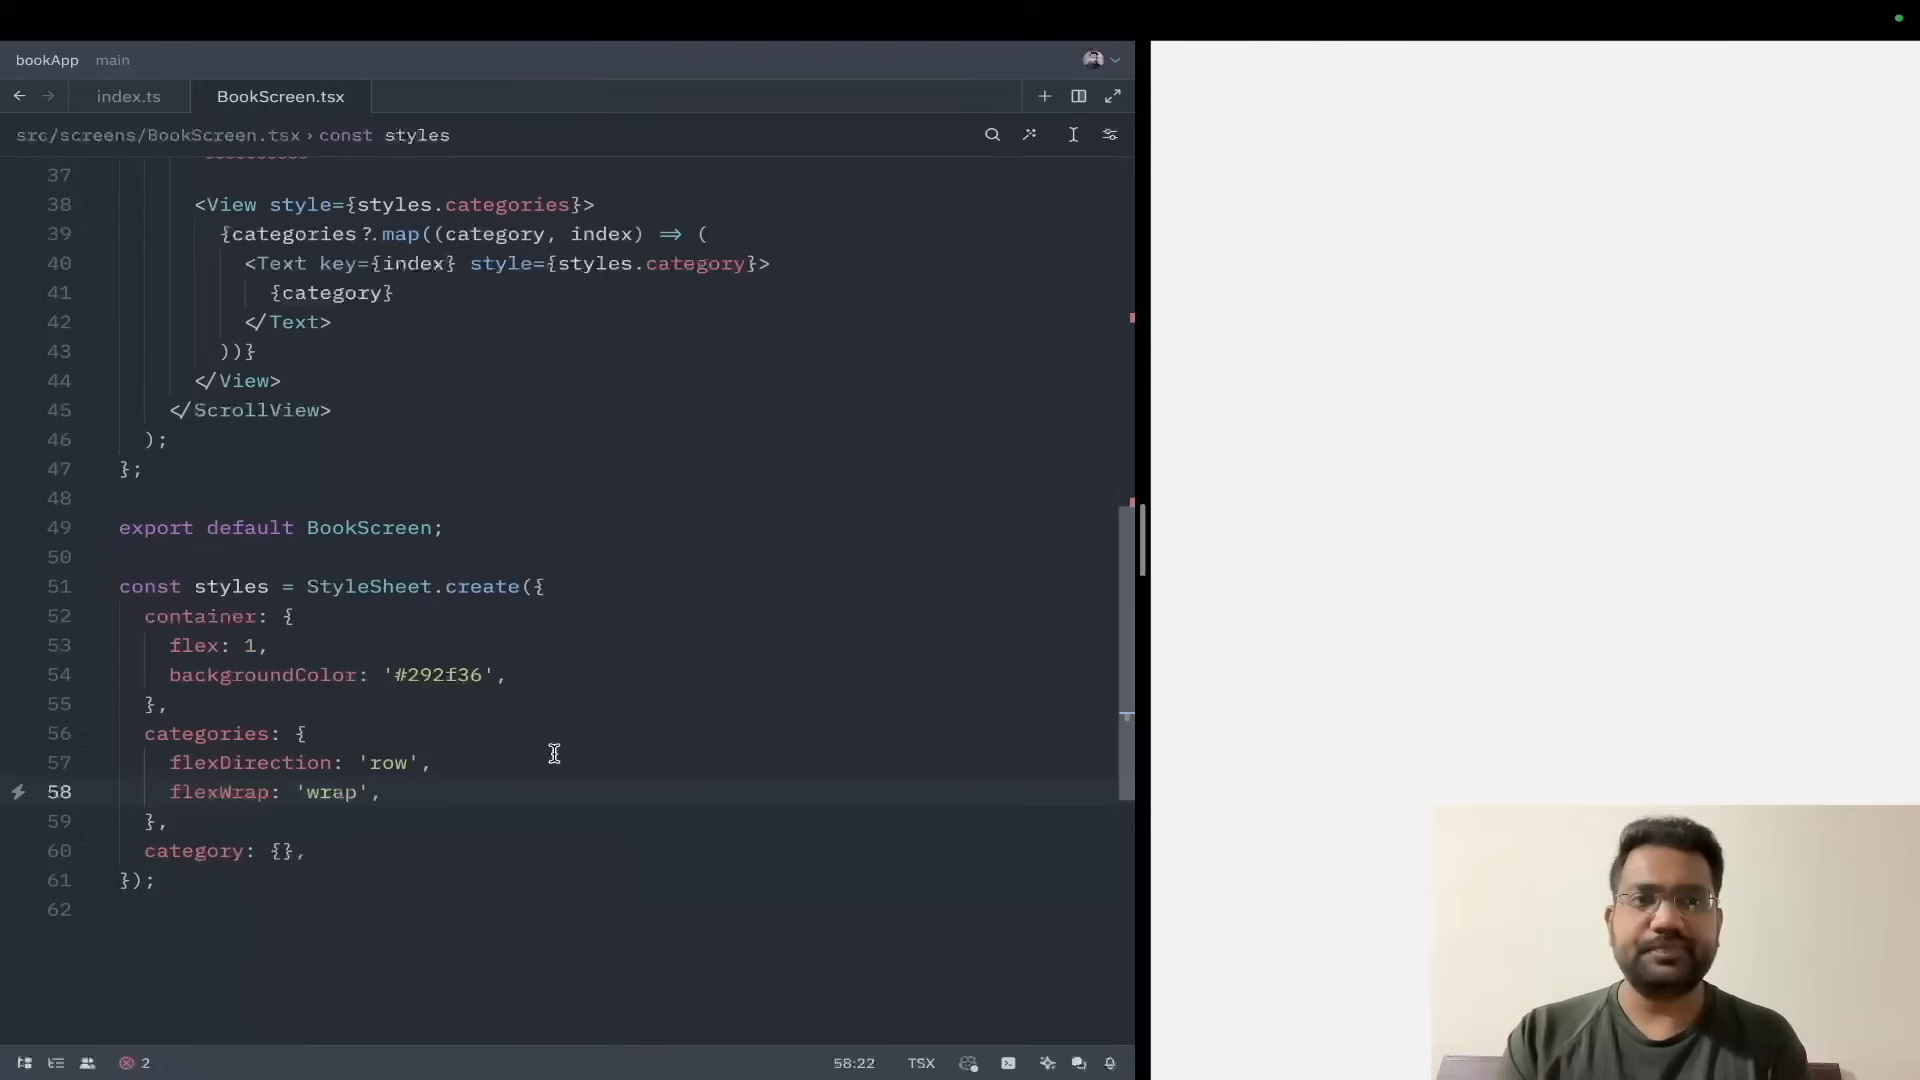 bookApp main
index.ts BookScreen.tsx
src/screens/BookScreen.tsx › const styles
37
38 <View style={styles.categories}>
39 {categories?.map((category, index) => (
40 <Text key={index} style={styles.category}>
41 {category}
42 </Text>
43 ))}
44 </View>
45 </ScrollView>
46 );
47 };
48
49 export default BookScreen;
50
51 const styles = StyleSheet.create({
52 container: {
53 flex: 1,
54 backgroundColor: '#292f36',
55 },
56 categories: {
57 flexDirection: 'row',
58 flexWrap: 'wrap',
59 },
60 category: {},
61 });
62
2 58:22 TSX